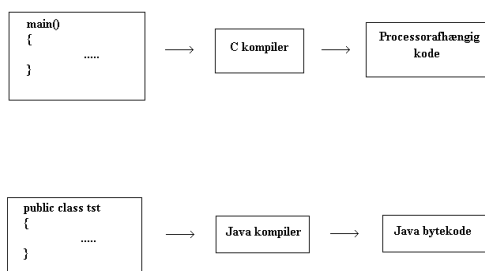 main()
{
.....
}
C kompiler
Processorafhængig
kode
public class tst
{
.....
}
Java kompiler
Java bytekode